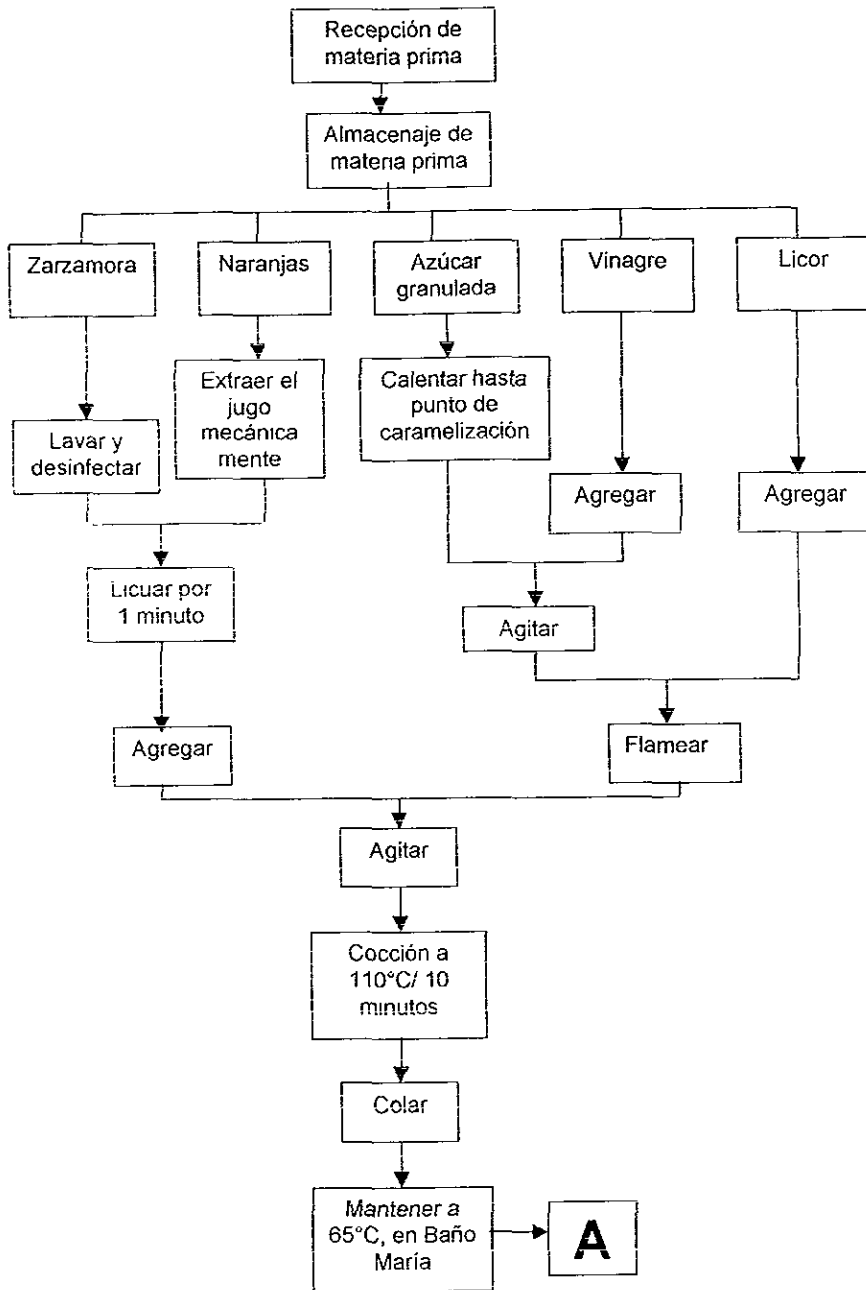 Recepción de
materia prima
Almacenaje de
materia prima
Zarzamora
Naranjas
Azúcar
granulada
Vinagre
Licor
Extraer el
jugo
mecánica
mente
Calentar hasta
punto de
caramelización
Lavar y
desinfectar
Agregar
Agregar
Licuar por
1 minuto
Agitar
Agregar
Flamear
Agitar
Cocción a
110°C/ 10
minutos
Colar
Mantener a
65°C, en Baño
María
A